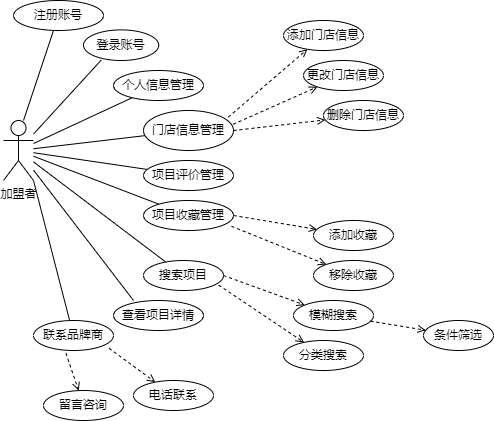 注册账号
登录账号
个人信息管理
门店信息管理
添加门店信息
更改门店信息
删除门店信息
加盟者
项目评价管理
项目收藏管理
添加收藏
移除收藏
搜索项目
模糊搜索
条件筛选
分类搜索
查看项目详情
联系品牌商
留言咨询
电话联系